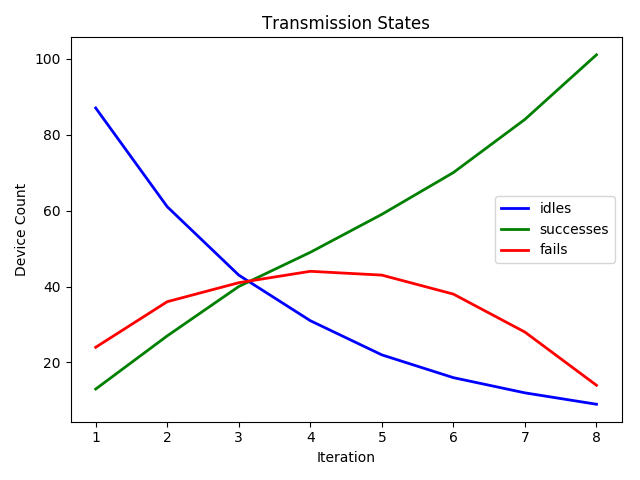 Transmission States
Device Count
100
80
60
40
20
idles
successes
fails
1 2 3 4 5 6 7 8
Iteration